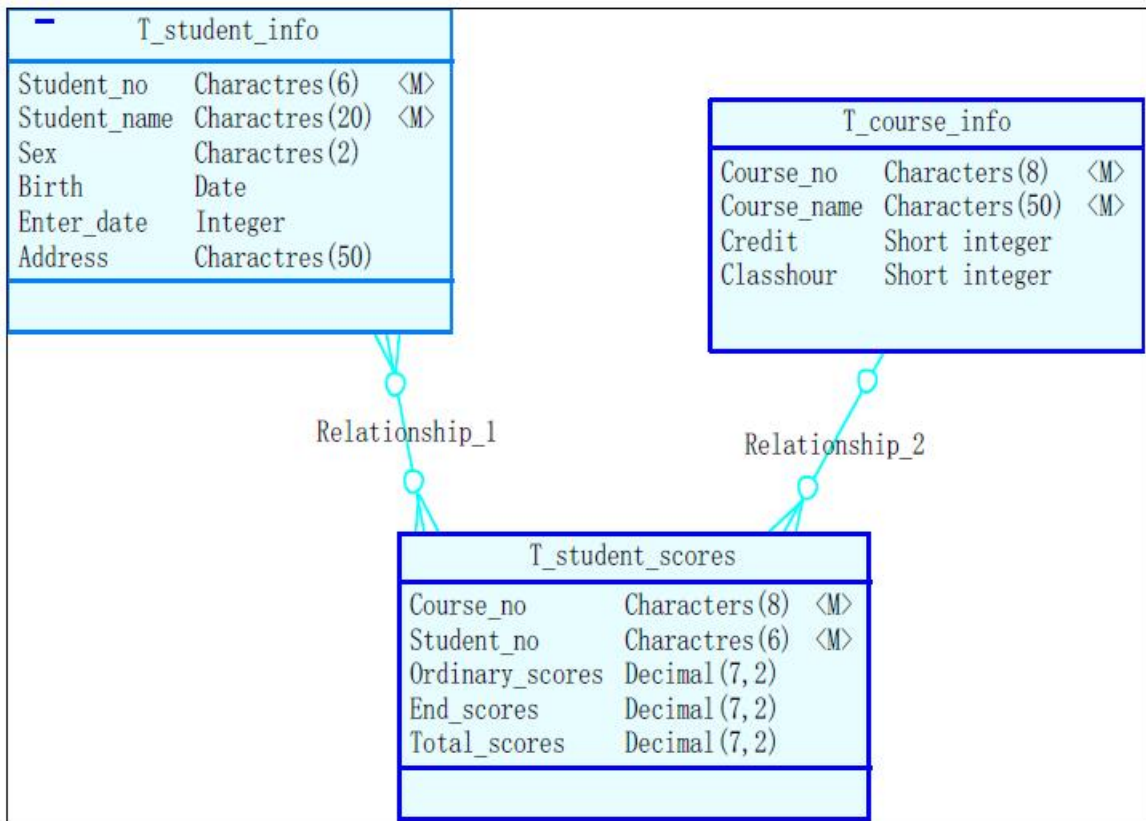 T_student_info
Student_no Charactres(6) <M>
Student_name Charactres(20) <M>
Sex Charactres(2)
Birth Date
Enter_date Integer
Address Charactres(50)
T_course_info
Course_no Characters(8) <M>
Course_name Characters(50) <M>
Credit Short integer
Classhour Short integer
Relationship_1
Relationship_2
T_student_scores
Course_no Characters(8) <M>
Student_no Charactres(6) <M>
Ordinary_scores Decimal(7,2)
End_scores Decimal(7,2)
Total_scores Decimal(7,2)